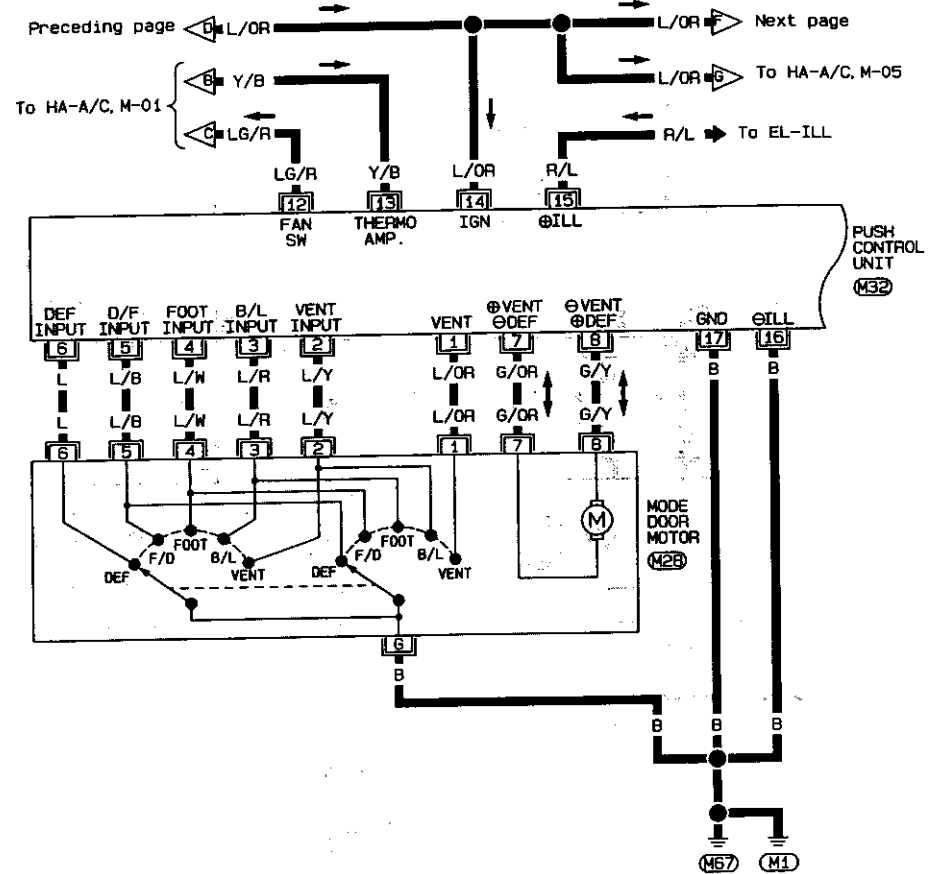 Preceding page D L/OR L/OR F Next page
L/OR G To HA-A/C, M-05
To HA-A/C, M-01 B Y/B
C LG/R R/L To EL-ILL
LG/R Y/B L/OR R/L
12 13 14 15
FAN SW THERMO AMP. IGN ⊕ILL
PUSH CONTROL UNIT
M32
DEF INPUT D/F INPUT FOOT INPUT B/L INPUT VENT INPUT VENT ⊕VENT ⊖DEF ⊖VENT ⊕DEF GND ⊖ILL
6 5 4 3 2 1 7 8 17 16
L L/B L/W L/R L/Y L/OR G/OR G/Y B B
L L/B L/W L/R L/Y L/OR G/OR G/Y
6 5 4 3 2 1 7 8
MODE DOOR MOTOR
M28
M
DEF F/D FOOT B/L VENT
DEF F/D FOOT B/L VENT
G
B
B B B
M67 M1